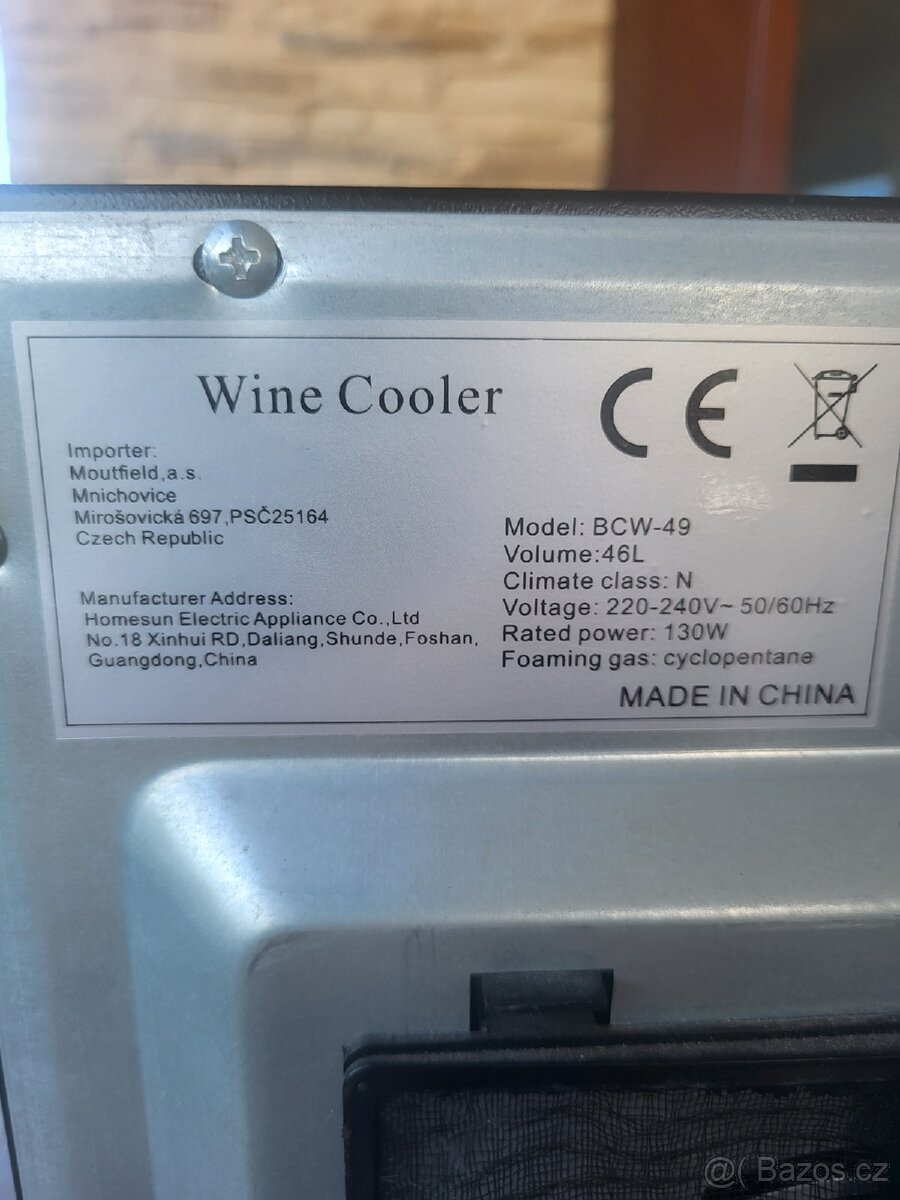 Wine Cooler
CE
Importer:
Moutfield,a.s.
Mnichovice
Mirošovická 697,PSČ25164
Czech Republic
Manufacturer Address:
Homesun Electric Appliance Co.,Ltd
No.18 Xinhui RD,Daliang,Shunde,Foshan,
Guangdong,China
Model: BCW-49
Volume:46L
Climate class: N
Voltage: 220-240V~ 50/60Hz
Rated power: 130W
Foaming gas: cyclopentane
MADE IN CHINA
@( Bazos.cz